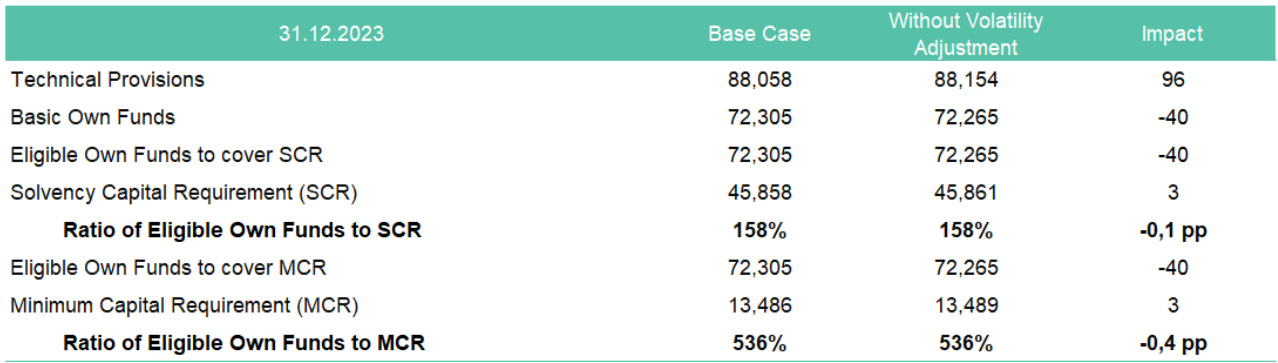 31.12.2023 Base Case Without Volatility Adjustment Impact
Technical Provisions 88,058 88,154 96
Basic Own Funds 72,305 72,265 -40
Eligible Own Funds to cover SCR 72,305 72,265 -40
Solvency Capital Requirement (SCR) 45,858 45,861 3
Ratio of Eligible Own Funds to SCR 158% 158% -0,1 pp
Eligible Own Funds to cover MCR 72,305 72,265 -40
Minimum Capital Requirement (MCR) 13,486 13,489 3
Ratio of Eligible Own Funds to MCR 536% 536% -0,4 pp